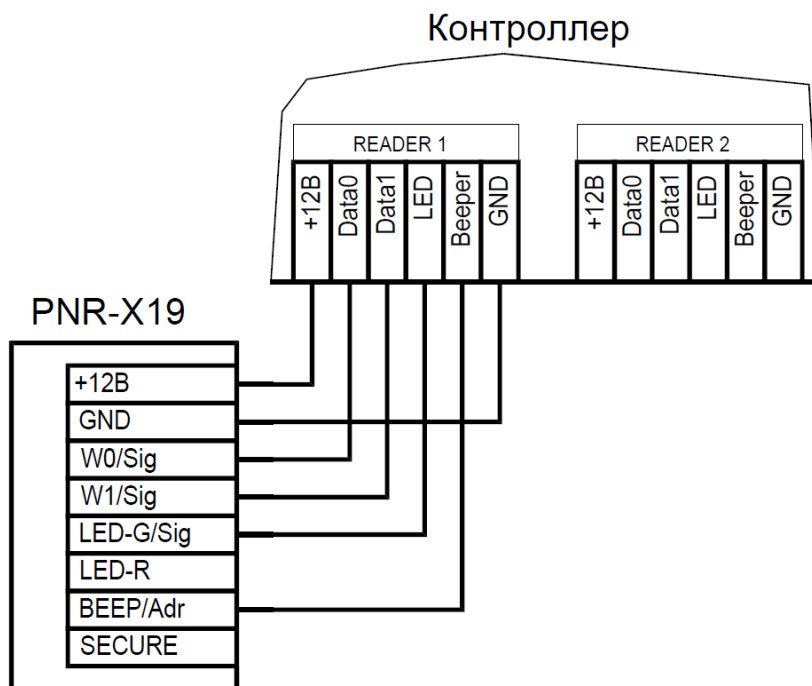 Контроллер
READER 1
READER 2
+12В
Data0
Data1
LED
Beeper
GND
+12В
Data0
Data1
LED
Beeper
GND
PNR-X19
+12В
GND
W0/Sig
W1/Sig
LED-G/Sig
LED-R
BEEP/Adr
SECURE